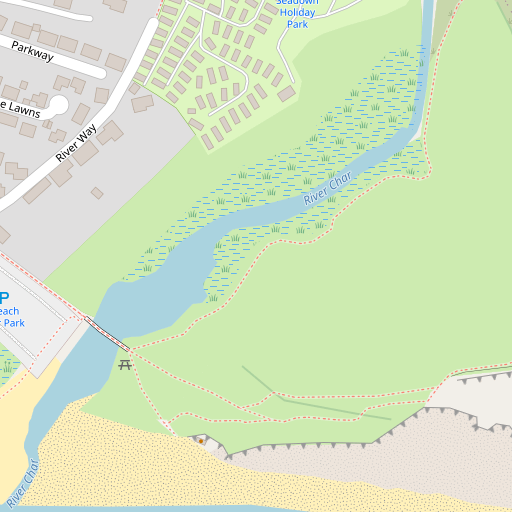 Seadown
Holiday
Park
Parkway
e Lawns
River Way
River Char
P
each
Park
River Char